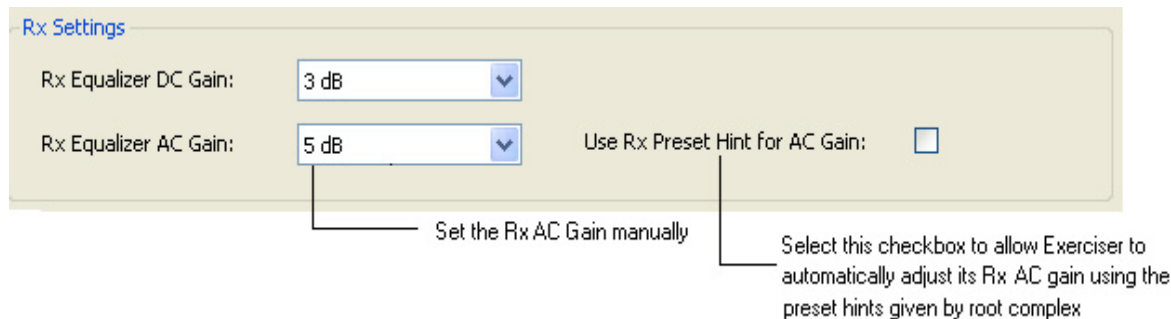 Rx Settings
Rx Equalizer DC Gain: 3 dB
Rx Equalizer AC Gain: 5 dB Use Rx Preset Hint for AC Gain:
Set the Rx AC Gain manually
Select this checkbox to allow Exerciser to
automatically adjust its Rx AC gain using the
preset hints given by root complex